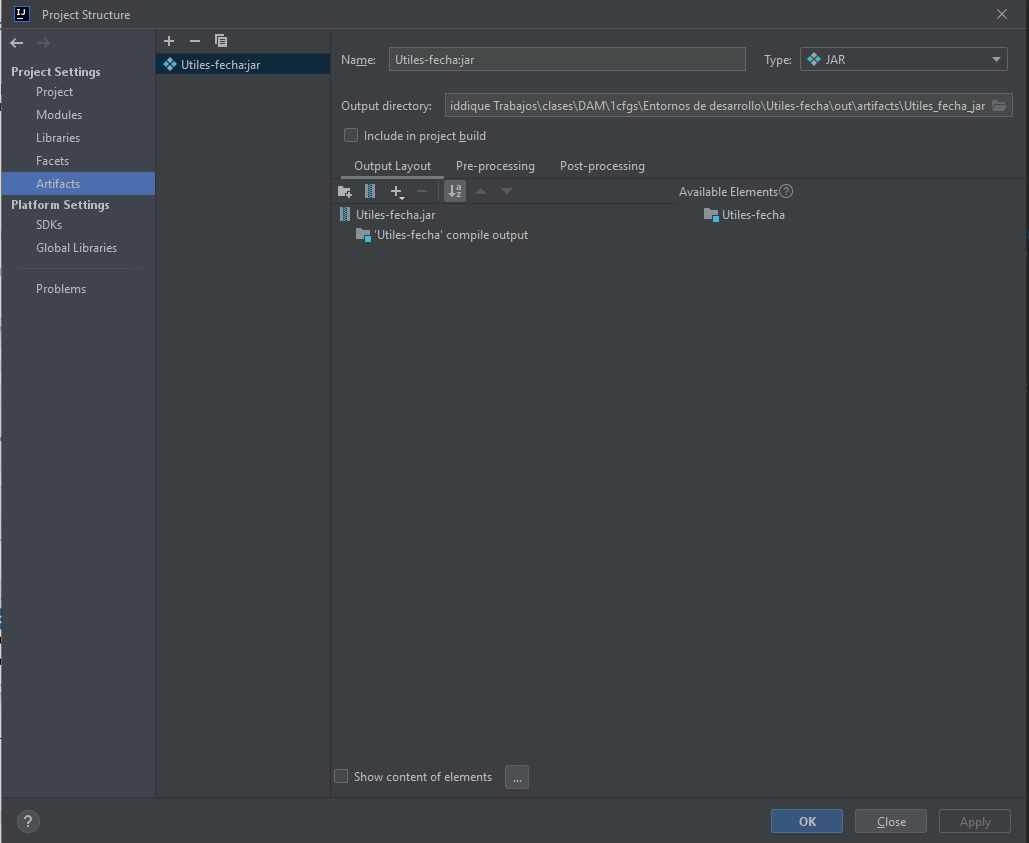 Project Structure
Project Settings
Project
Modules
Libraries
Facets
Artifacts
Platform Settings
SDKs
Global Libraries
Problems
Utiles-fecha:jar
Name: Utiles-fecha:jar Type: JAR
Output directory: iddique Trabajos\clases\DAM\1cfgs\Entornos de desarrollo\Utiles-fecha\out\artifacts\Utiles_fecha_jar
Include in project build
Output Layout Pre-processing Post-processing
Available Elements
Utiles-fecha.jar
'Utiles-fecha' compile output
Utiles-fecha
Show content of elements ...
OK Close Apply